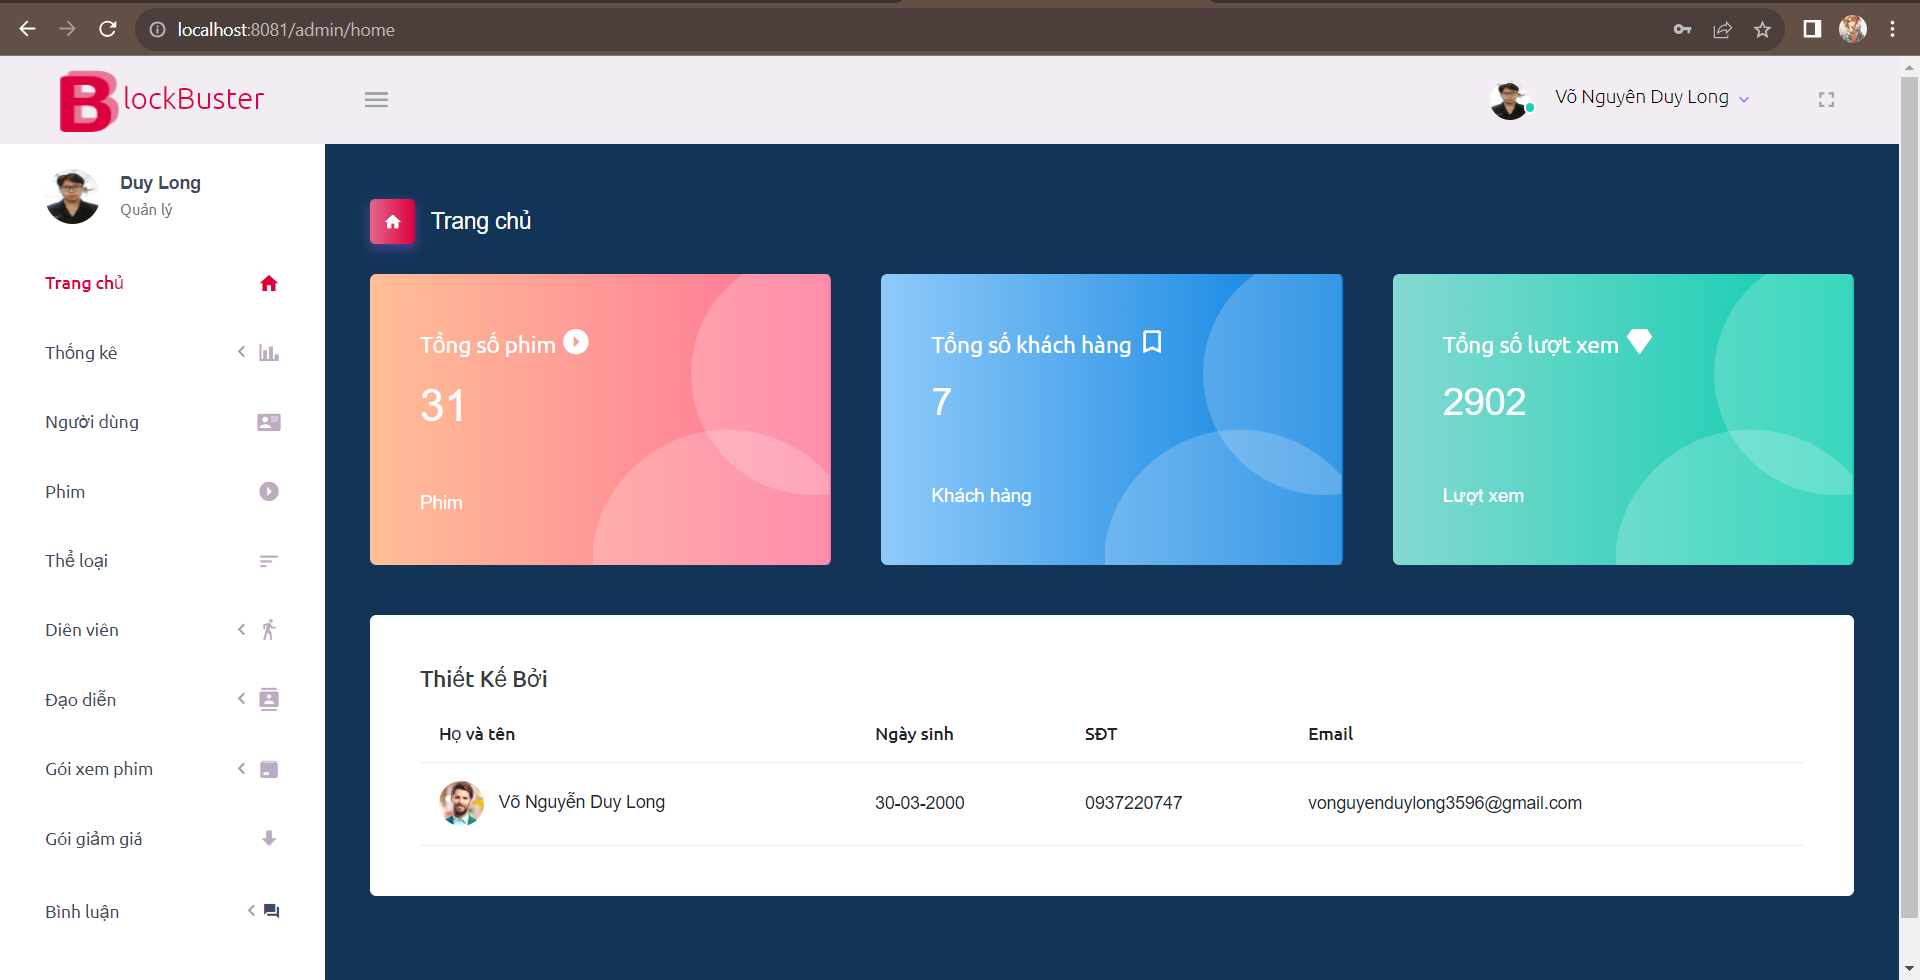 localhost:8081/admin/home
BlockBuster
Võ Nguyên Duy Long
Duy Long
Quản lý
Trang chủ
Thống kê
Người dùng
Phim
Thể loại
Diên viên
Đạo diễn
Gói xem phim
Gói giảm giá
Bình luận
Trang chủ
Tổng số phim
31
Phim
Tổng số khách hàng
7
Khách hàng
Tổng số lượt xem
2902
Lượt xem
Thiết Kế Bởi
Họ và tên Ngày sinh SĐT Email
Võ Nguyễn Duy Long 30-03-2000 0937220747 vonguyenduylong3596@gmail.com